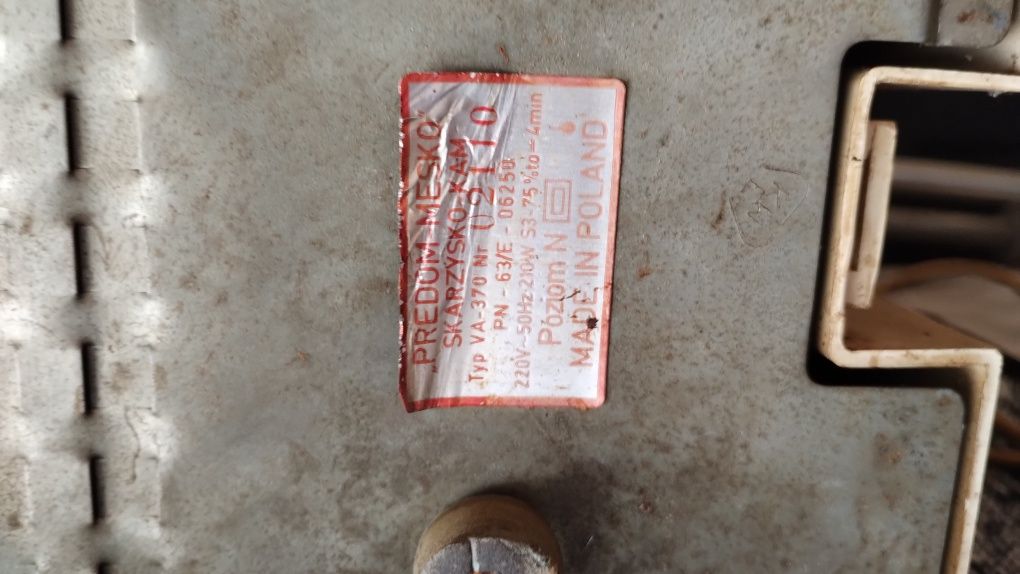 „PREDOM-MESKO”
SKARZYSKO KAM
Typ VA-370 Nr 02110
PN - 63/E - 06250
220V~50Hz-210W S3-75%to-4min
Poziom N
MADE IN POLAND